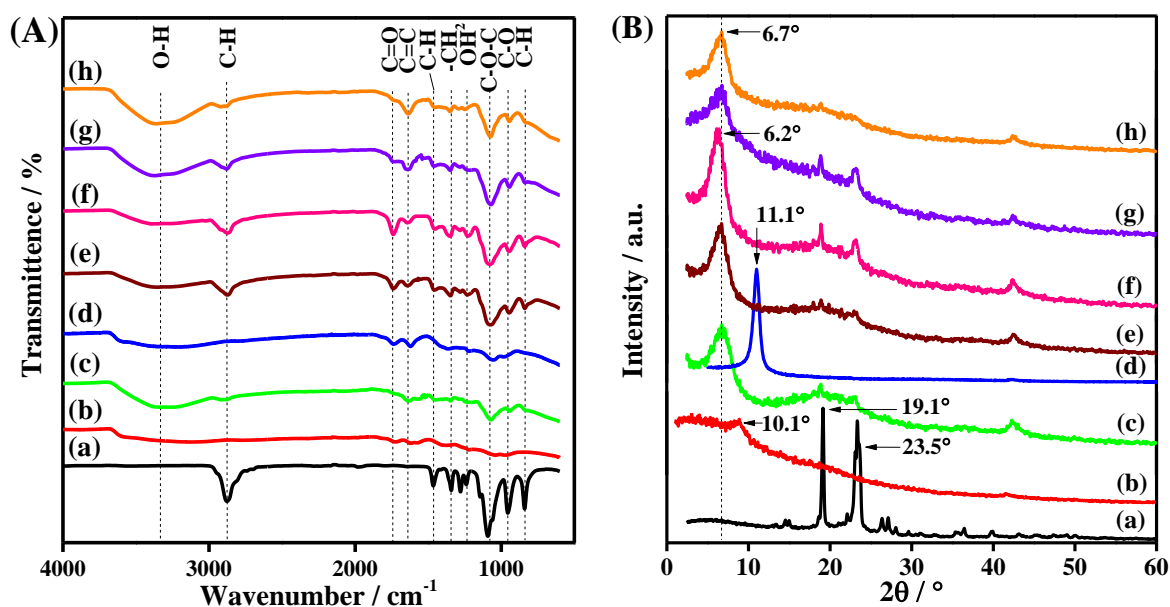 (A)
O-H
C-H
C=O
C=C
C-H
-CH2
OH2
C-O-C
C-O
C-H
(h)
(g)
(f)
(e)
(d)
(c)
(b)
(a)
Transmittence / %
4000
3000
2000
1000
Wavenumber / cm-1
(B)
6.7°
(h)
6.2°
(g)
11.1°
(f)
(e)
(d)
19.1°
10.1°
(c)
23.5°
(b)
(a)
Intensity / a.u.
0
10
20
30
40
50
60
2θ / °